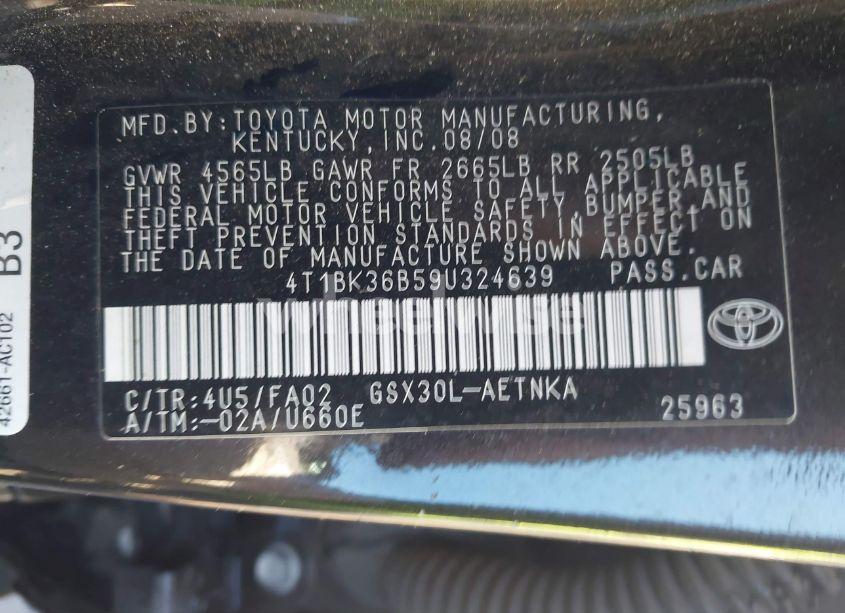 MFD.BY:TOYOTA MOTOR MANUFACTURING,
KENTUCKY,INC.08/08
GVWR 4565LB GAWR FR 2665LB RR 2505LB
THIS VEHICLE CONFORMS TO ALL APPLICABLE
FEDERAL MOTOR VEHICLE SAFETY,BUMPER,AND
THEFT PREVENTION STANDARDS IN EFFECT ON
THE DATE OF MANUFACTURE SHOWN ABOVE.
4T1BK36B59U324639 PASS.CAR
wheelwise
C/TR:4U5/FA02 GSX30L-AETNKA
A/TM:-02A/U660E 25963
42661-AC102
B3